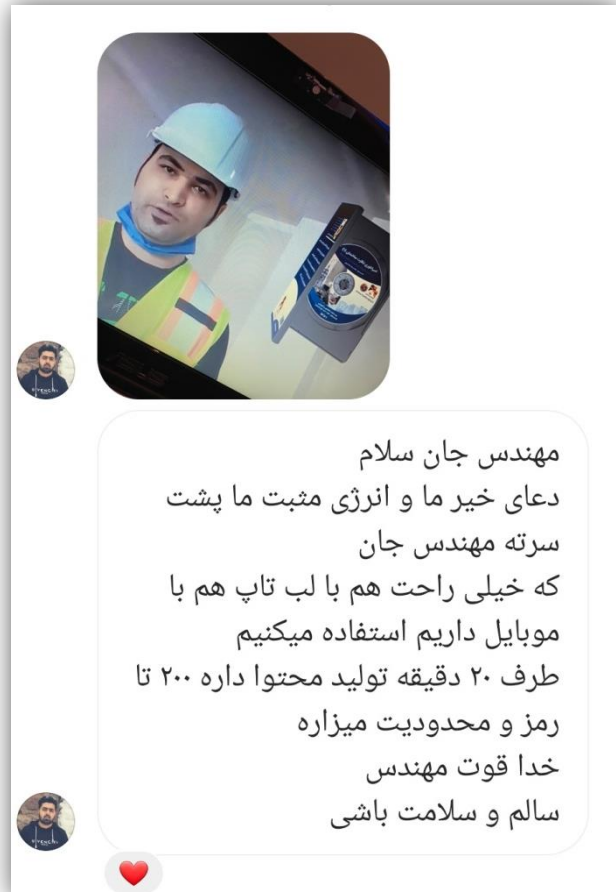 مهندس جان سلام
دعای خیر ما و انرژی مثبت ما پشت
سرته مهندس جان
که خیلی راحت هم با لب تاپ هم با
موبایل داریم استفاده میکنیم
طرف ۲۰ دقیقه تولید محتوا داره ۲۰۰ تا
رمز و محدودیت میزاره
خدا قوت مهندس
سالم و سلامت باشی